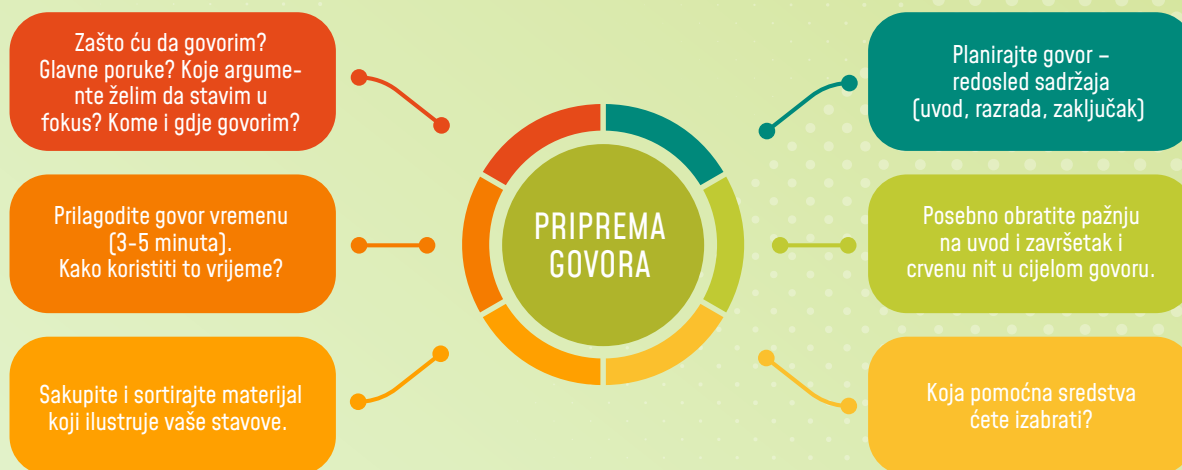 Zašto ću da govorim?
Glavne poruke? Koje argume-
nte želim da stavim u
fokus? Kome i gdje govorim?
Prilagodite govor vremenu
(3-5 minuta).
Kako koristiti to vrijeme?
Sakupite i sortirajte materijal
koji ilustruje vaše stavove.
PRIPREMA
GOVORA
Planirajte govor –
redosled sadržaja
(uvod, razrada, zaključak)
Posebno obratite pažnju
na uvod i završetak i
crvenu nit u cijelom govoru.
Koja pomoćna sredstva
ćete izabrati?